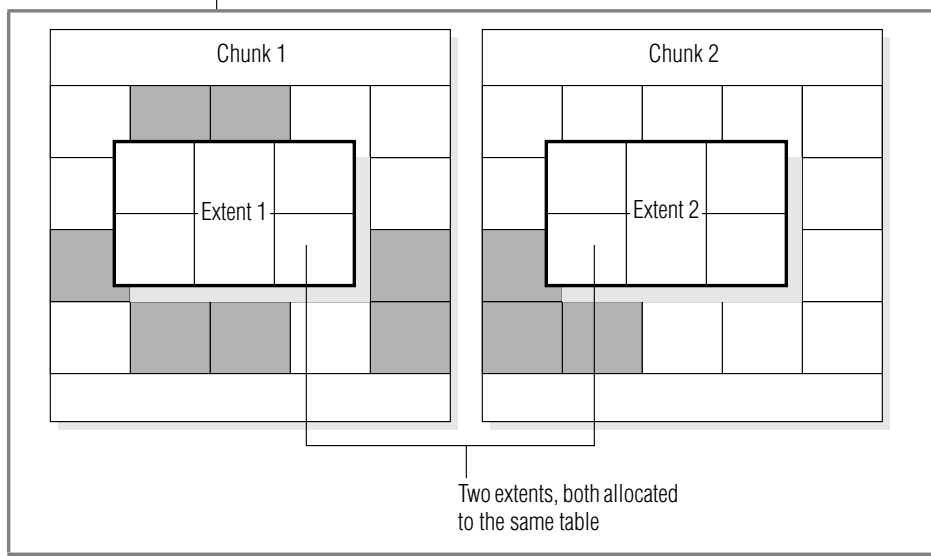 Chunk 1
Chunk 2
Extent 1
Extent 2
Two extents, both allocated
to the same table